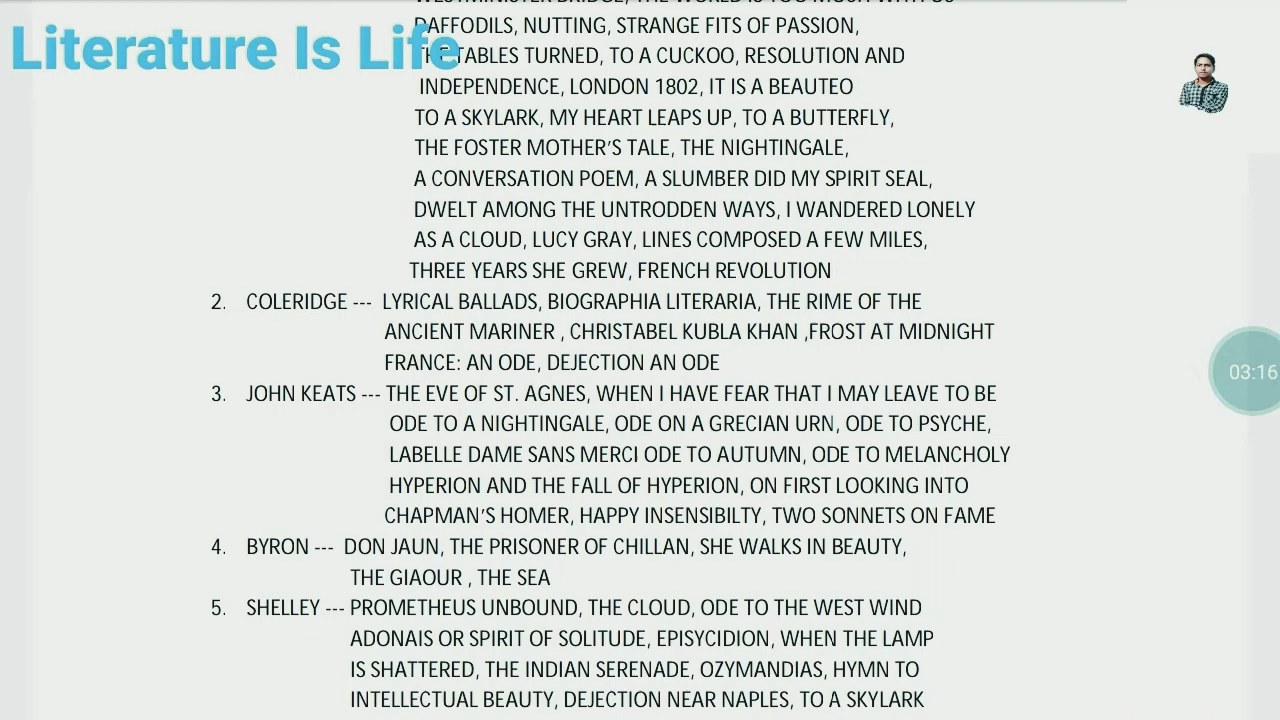 WESTMINISTER BRIDGE, THE WORLD IS TOO MUCH WITH US
Literature Is Life
DAFFODILS, NUTTING, STRANGE FITS OF PASSION,
THE TABLES TURNED, TO A CUCKOO, RESOLUTION AND
INDEPENDENCE, LONDON 1802, IT IS A BEAUTEO
TO A SKYLARK, MY HEART LEAPS UP, TO A BUTTERFLY,
THE FOSTER MOTHER'S TALE, THE NIGHTINGALE,
A CONVERSATION POEM, A SLUMBER DID MY SPIRIT SEAL,
DWELT AMONG THE UNTRODDEN WAYS, I WANDERED LONELY
AS A CLOUD, LUCY GRAY, LINES COMPOSED A FEW MILES,
THREE YEARS SHE GREW, FRENCH REVOLUTION
2. COLERIDGE --- LYRICAL BALLADS, BIOGRAPHIA LITERARIA, THE RIME OF THE
ANCIENT MARINER , CHRISTABEL KUBLA KHAN ,FROST AT MIDNIGHT
FRANCE: AN ODE, DEJECTION AN ODE
3. JOHN KEATS --- THE EVE OF ST. AGNES, WHEN I HAVE FEAR THAT I MAY LEAVE TO BE
ODE TO A NIGHTINGALE, ODE ON A GRECIAN URN, ODE TO PSYCHE,
LABELLE DAME SANS MERCI ODE TO AUTUMN, ODE TO MELANCHOLY
HYPERION AND THE FALL OF HYPERION, ON FIRST LOOKING INTO
CHAPMAN'S HOMER, HAPPY INSENSIBILTY, TWO SONNETS ON FAME
4. BYRON --- DON JAUN, THE PRISONER OF CHILLAN, SHE WALKS IN BEAUTY,
THE GIAOUR , THE SEA
5. SHELLEY --- PROMETHEUS UNBOUND, THE CLOUD, ODE TO THE WEST WIND
ADONAIS OR SPIRIT OF SOLITUDE, EPISYCIDION, WHEN THE LAMP
IS SHATTERED, THE INDIAN SERENADE, OZYMANDIAS, HYMN TO
INTELLECTUAL BEAUTY, DEJECTION NEAR NAPLES, TO A SKYLARK
03:16